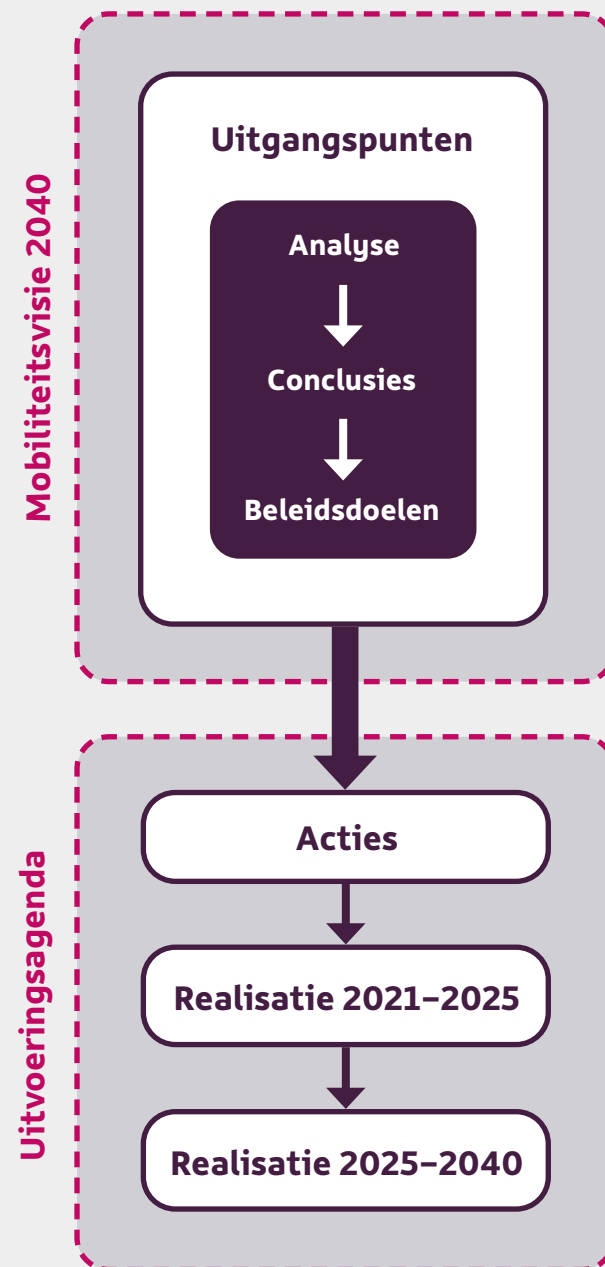 Mobiliteitsvisie 2040
Uitgangspunten
Analyse
Conclusies
Beleidsdoelen
Uitvoeringsagenda
Acties
Realisatie 2021–2025
Realisatie 2025–2040